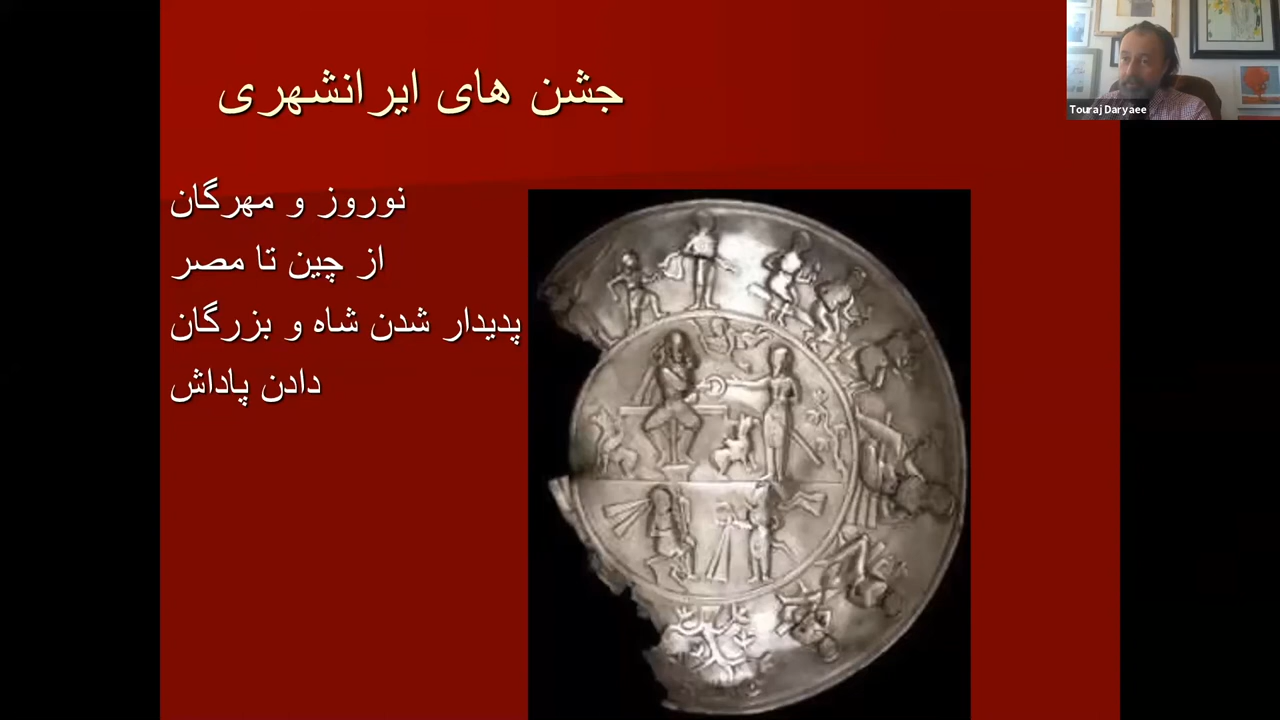 جشن های ایرانشهری
نوروز و مهرگان
از چین تا مصر
پدیدار شدن شاه و بزرگان
دادن پاداش
Touraj Daryaee